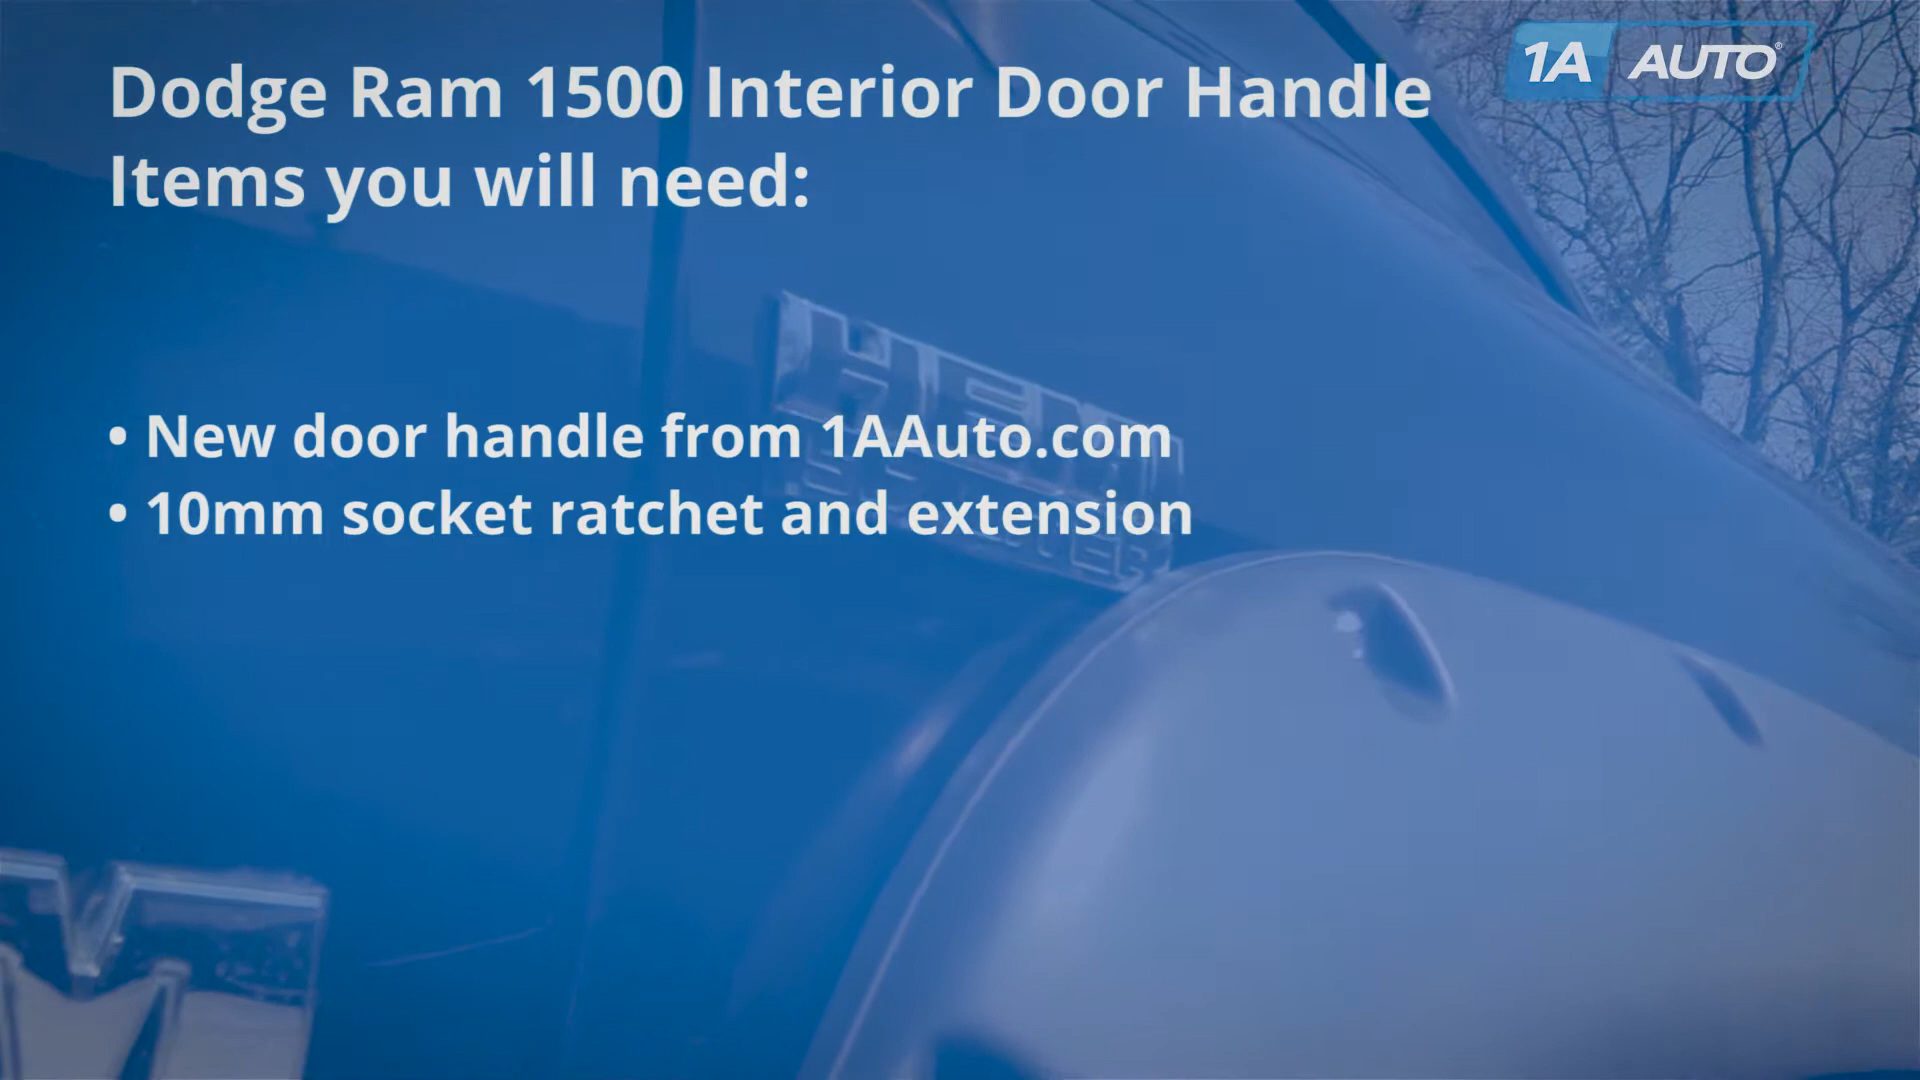 Dodge Ram 1500 Interior Door Handle
1A AUTO®
Items you will need:
HEMI
• New door handle from 1AAuto.com
• 10mm socket ratchet and extension